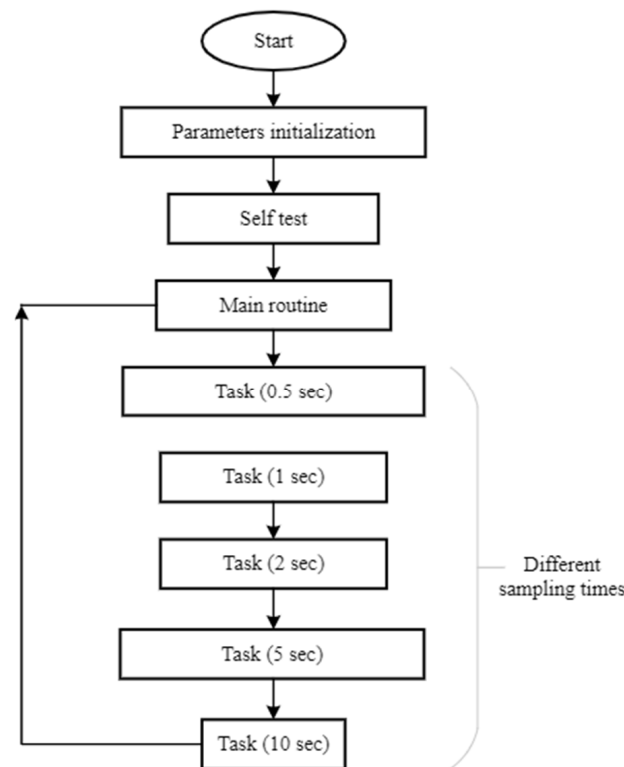 Start
Parameters initialization
Self test
Main routine
Task (0.5 sec)
Task (1 sec)
Task (2 sec)
Different
sampling times
Task (5 sec)
Task (10 sec)